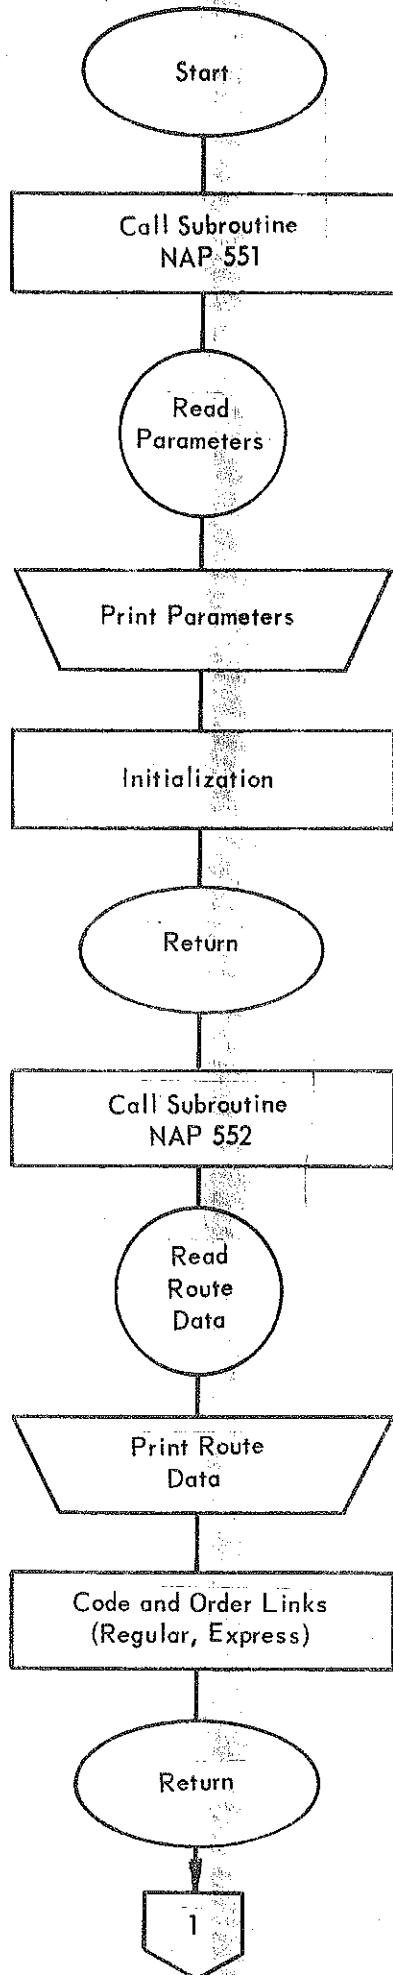 Start
Call Subroutine
NAP 551
Read
Parameters
Print Parameters
Initialization
Return
Call Subroutine
NAP 552
Read
Route
Data
Print Route
Data
Code and Order Links
(Regular, Express)
Return
1